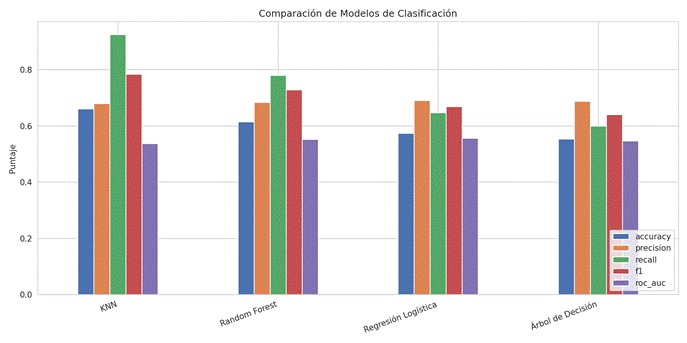 Comparación de Modelos de Clasificación
Puntaje
0.8
0.6
0.4
0.2
0.0
KNN
Random Forest
Regresión Logística
Árbol de Decisión
accuracy
precision
recall
f1
roc_auc